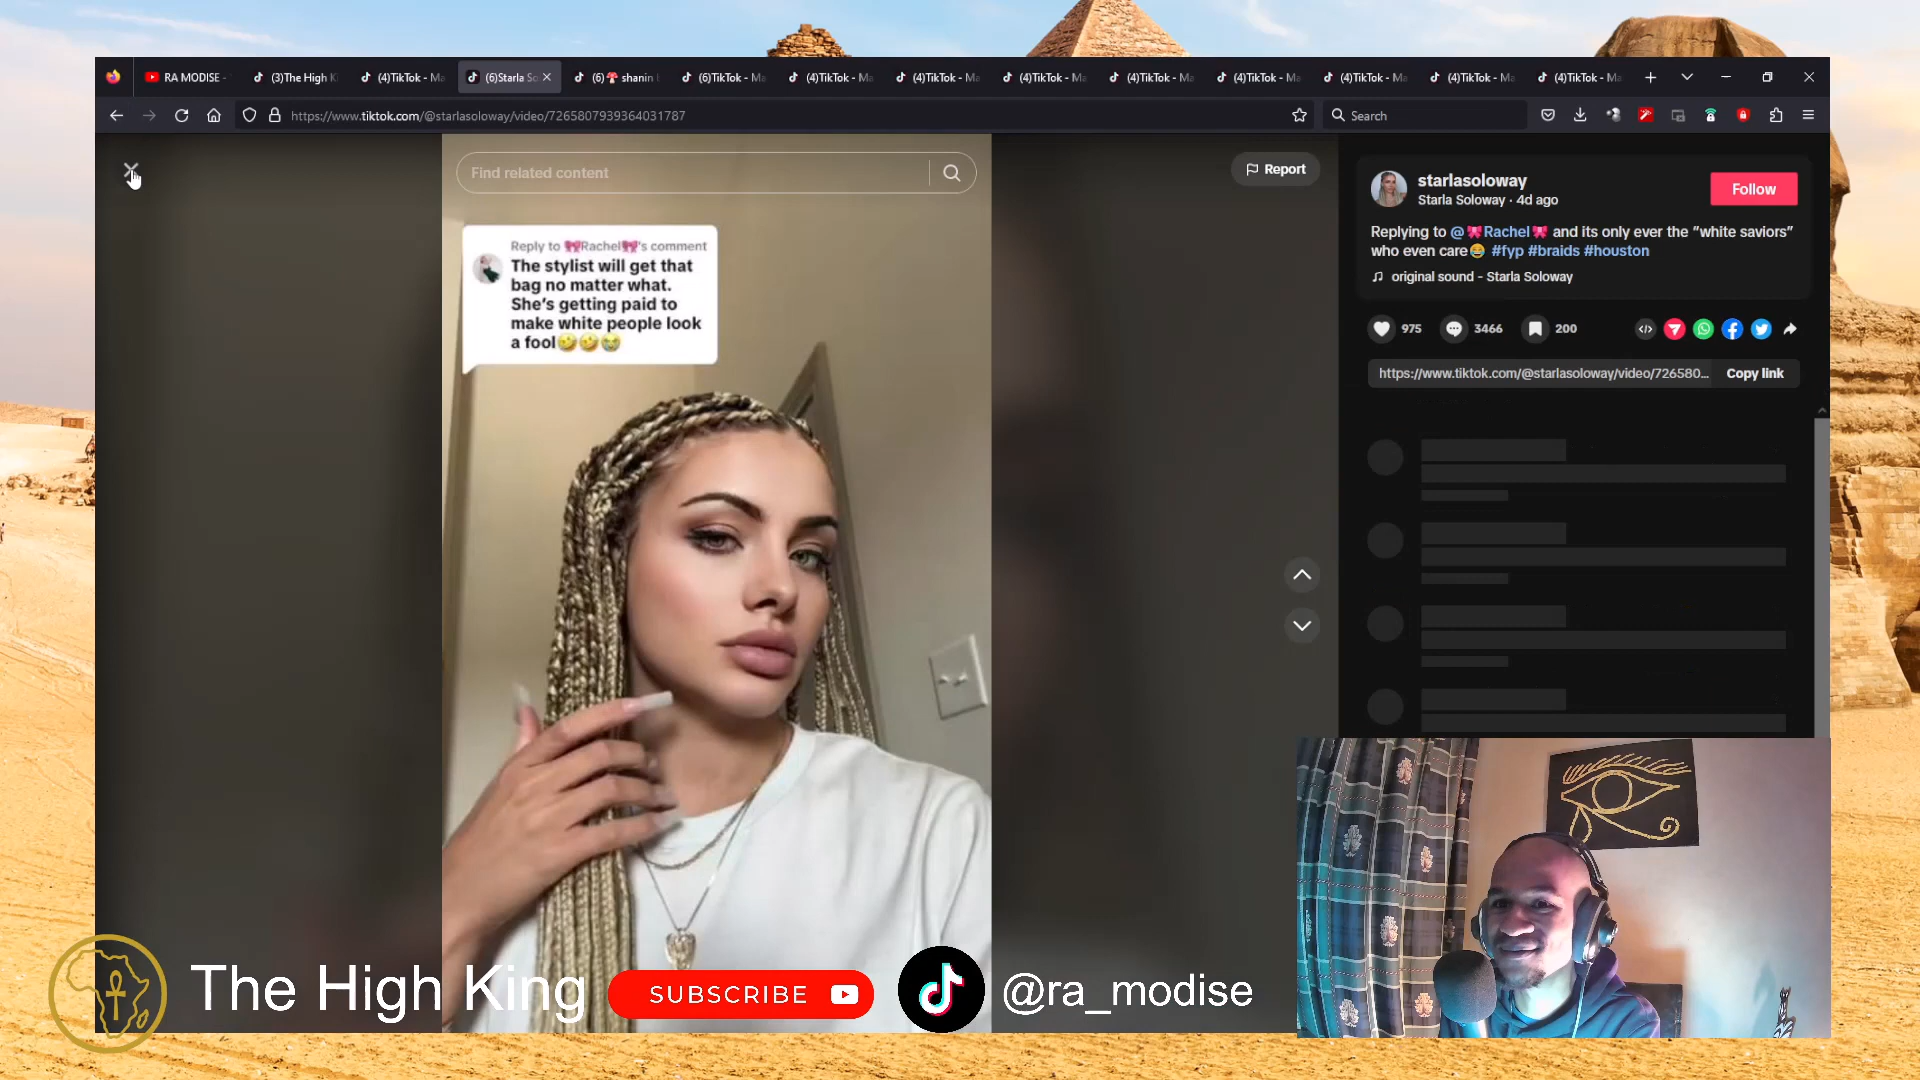 RA MODISE -
(3)The High Ki
(4)TikTok - Ma
(6)Starla So
(6)🍄 shanin
(6)TikTok - Ma
(4)TikTok - Ma
(4)TikTok - Ma
(4)TikTok - Ma
(4)TikTok - Ma
(4)TikTok - Ma
(4)TikTok - Ma
(4)TikTok - Ma
(4)TikTok - Ma
https://www.tiktok.com/@starlasoloway/video/7265807939364031787
Search
Find related content
Report
Reply to 🎀Rachel🎀's comment
The stylist will get that
bag no matter what.
She's getting paid to
make white people look
a fool🤣🤣😭
starlasoloway
Starla Soloway · 4d ago
Follow
Replying to @🎀Rachel🎀 and its only ever the “white saviors”
who even care😂 #fyp #braids #houston
♫ original sound - Starla Soloway
975
3466
200
https://www.tiktok.com/@starlasoloway/video/726580...
Copy link
The High King
SUBSCRIBE
@ra_modise